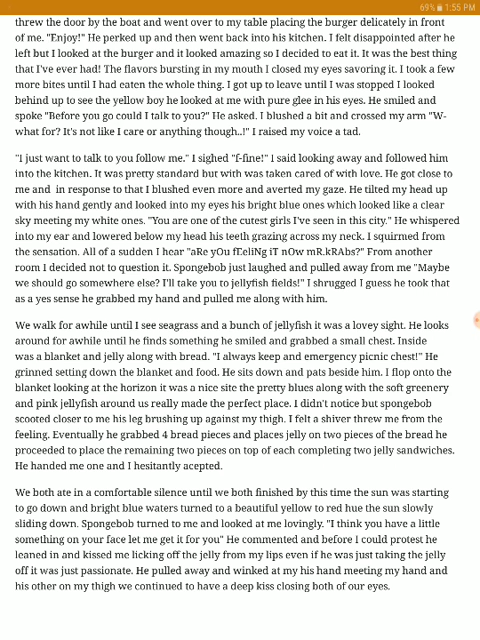 69% 1:55 PM
threw the door by the boat and went over to my table placing the burger delicately in front
of me. "Enjoy!" He perked up and then went back into his kitchen. I felt disappointed after he
left but I looked at the burger and it looked amazing so I decided to eat it. It was the best thing
that I've ever had! The flavors bursting in my mouth I closed my eyes savoring it. I took a few
more bites until I had eaten the whole thing. I got up to leave until I was stopped I looked
behind up to see the yellow boy he looked at me with pure glee in his eyes. He smiled and
spoke "Before you go could I talk to you?" He asked. I blushed a bit and crossed my arm "W-
what for? It's not like I care or anything though..!" I raised my voice a tad.
"I just want to talk to you follow me." I sighed "f-fine!" I said looking away and followed him
into the kitchen. It was pretty standard but with was taken cared of with love. He got close to
me and in response to that I blushed even more and averted my gaze. He tilted my head up
with his hand gently and looked into my eyes his bright blue ones which looked like a clear
sky meeting my white ones. "You are one of the cutest girls I've seen in this city." He whispered
into my ear and lowered below my head his teeth grazing across my neck. I squirmed from
the sensation. All of a sudden I hear "aRe yOu fEeliNg iT nOw mR.kRAbs?" From another
room I decided not to question it. Spongebob just laughed and pulled away from me "Maybe
we should go somewhere else? I'll take you to jellyfish fields!" I shrugged I guess he took that
as a yes sense he grabbed my hand and pulled me along with him.
We walk for awhile until I see seagrass and a bunch of jellyfish it was a lovey sight. He looks
around for awhile until he finds something he smiled and grabbed a small chest. Inside
was a blanket and jelly along with bread. "I always keep and emergency picnic chest!" He
grinned setting down the blanket and food. He sits down and pats beside him. I flop onto the
blanket looking at the horizon it was a nice site the pretty blues along with the soft greenery
and pink jellyfish around us really made the perfect place. I didn't notice but spongebob
scooted closer to me his leg brushing up against my thigh. I felt a shiver threw me from the
feeling. Eventually he grabbed 4 bread pieces and places jelly on two pieces of the bread he
proceeded to place the remaining two pieces on top of each completing two jelly sandwiches.
He handed me one and I hesitantly acepted.
We both ate in a comfortable silence until we both finished by this time the sun was starting
to go down and bright blue waters turned to a beautiful yellow to red hue the sun slowly
sliding down. Spongebob turned to me and looked at me lovingly. "I think you have a little
something on your face let me get it for you" He commented and before I could protest he
leaned in and kissed me licking off the jelly from my lips even if he was just taking the jelly
off it was just passionate. He pulled away and winked at my his hand meeting my hand and
his other on my thigh we continued to have a deep kiss closing both of our eyes.